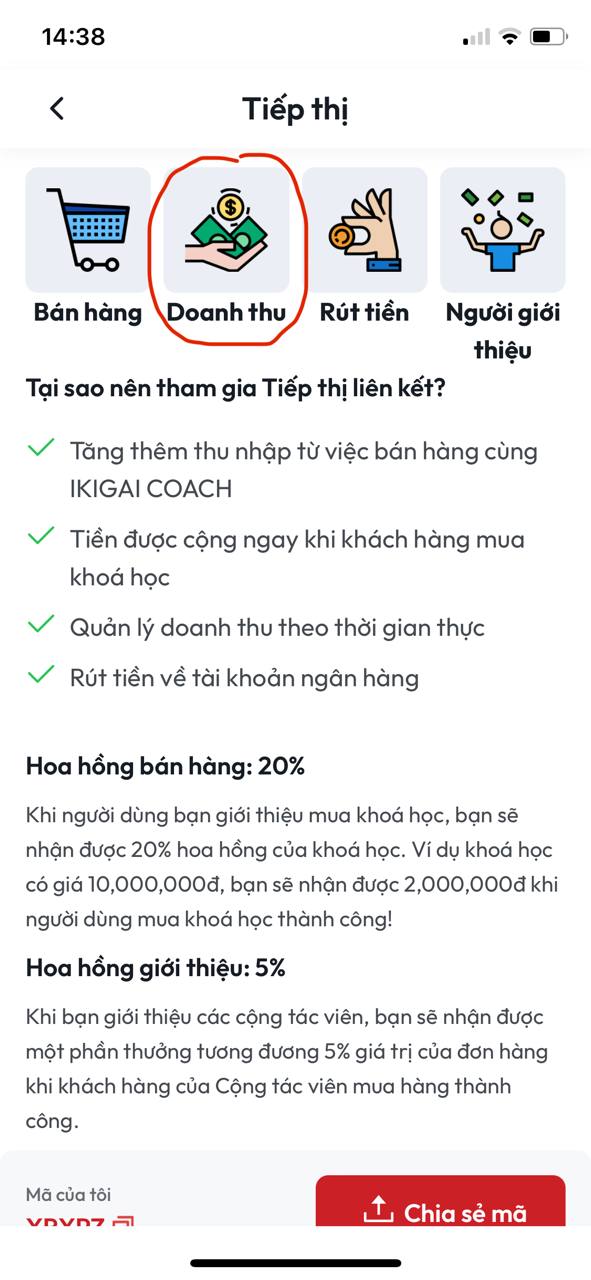 14:38
Tiếp thị
Bán hàng
Doanh thu
Rút tiền
Người giới
thiệu
Tại sao nên tham gia Tiếp thị liên kết?
Tăng thêm thu nhập từ việc bán hàng cùng
IKIGAI COACH
Tiền được cộng ngay khi khách hàng mua
khoá học
Quản lý doanh thu theo thời gian thực
Rút tiền về tài khoản ngân hàng
Hoa hồng bán hàng: 20%
Khi người dùng bạn giới thiệu mua khoá học, bạn sẽ
nhận được 20% hoa hồng của khoá học. Ví dụ khoá học
có giá 10,000,000đ, bạn sẽ nhận được 2,000,000đ khi
người dùng mua khoá học thành công!
Hoa hồng giới thiệu: 5%
Khi bạn giới thiệu các cộng tác viên, bạn sẽ nhận được
một phần thưởng tương đương 5% giá trị của đơn hàng
khi khách hàng của Cộng tác viên mua hàng thành
công.
Mã của tôi
Chia sẻ mã